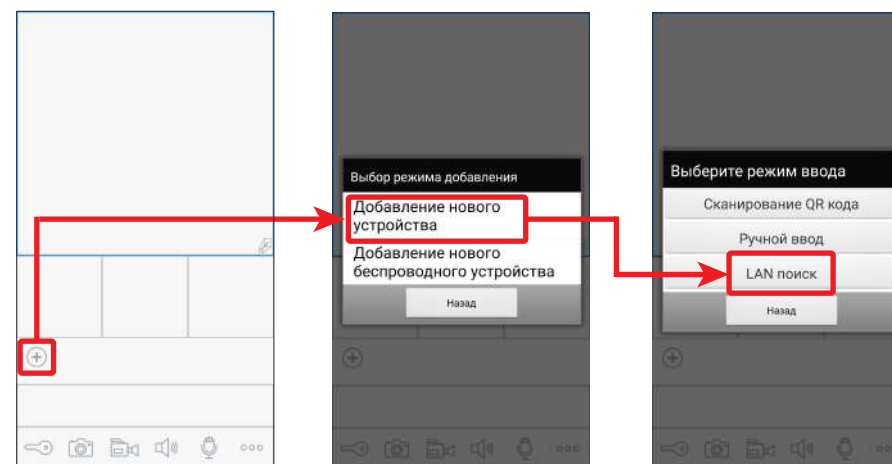 Выбор режима добавления
Добавление нового
устройства
Добавление нового
беспроводного устройства
Назад
Выберите режим ввода
Сканирование QR кода
Ручной ввод
LAN поиск
Назад